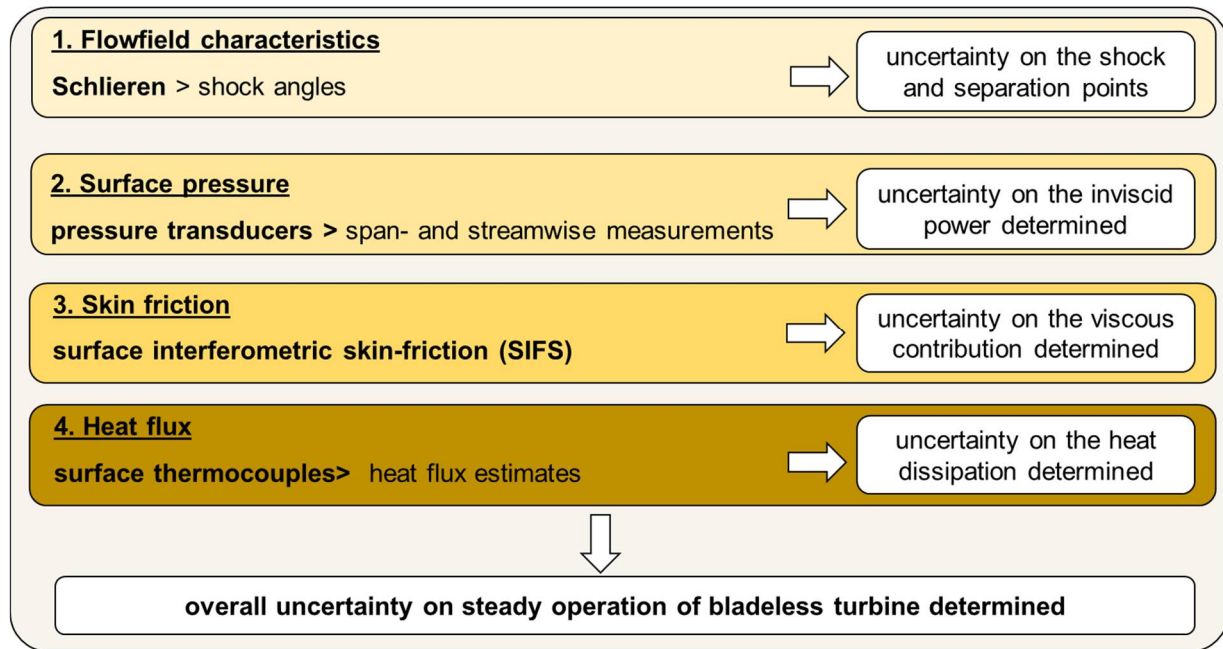 1. Flowfield characteristics
Schlieren > shock angles
uncertainty on the shock
and separation points
2. Surface pressure
pressure transducers > span- and streamwise measurements
uncertainty on the inviscid
power determined
3. Skin friction
surface interferometric skin-friction (SIFS)
uncertainty on the viscous
contribution determined
4. Heat flux
surface thermocouples> heat flux estimates
uncertainty on the heat
dissipation determined
overall uncertainty on steady operation of bladeless turbine determined